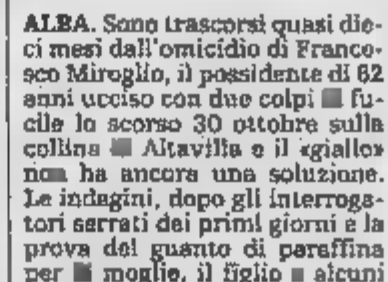 ALBA. Sono trascorsi quasi die-
ci mesi dall'omicidio di France-
sco Miroglio, il possidente di 62
anni ucciso con due colpi fu-
cile lo scorso 30 ottobre sulla
collina Altavilla e il «giallo»
non ha ancora una soluzione.
Le indagini, dopo gli interroga-
tori serrati dei primi giorni e la
prova del guanto di paraffina
per moglie, il figlio alcuni